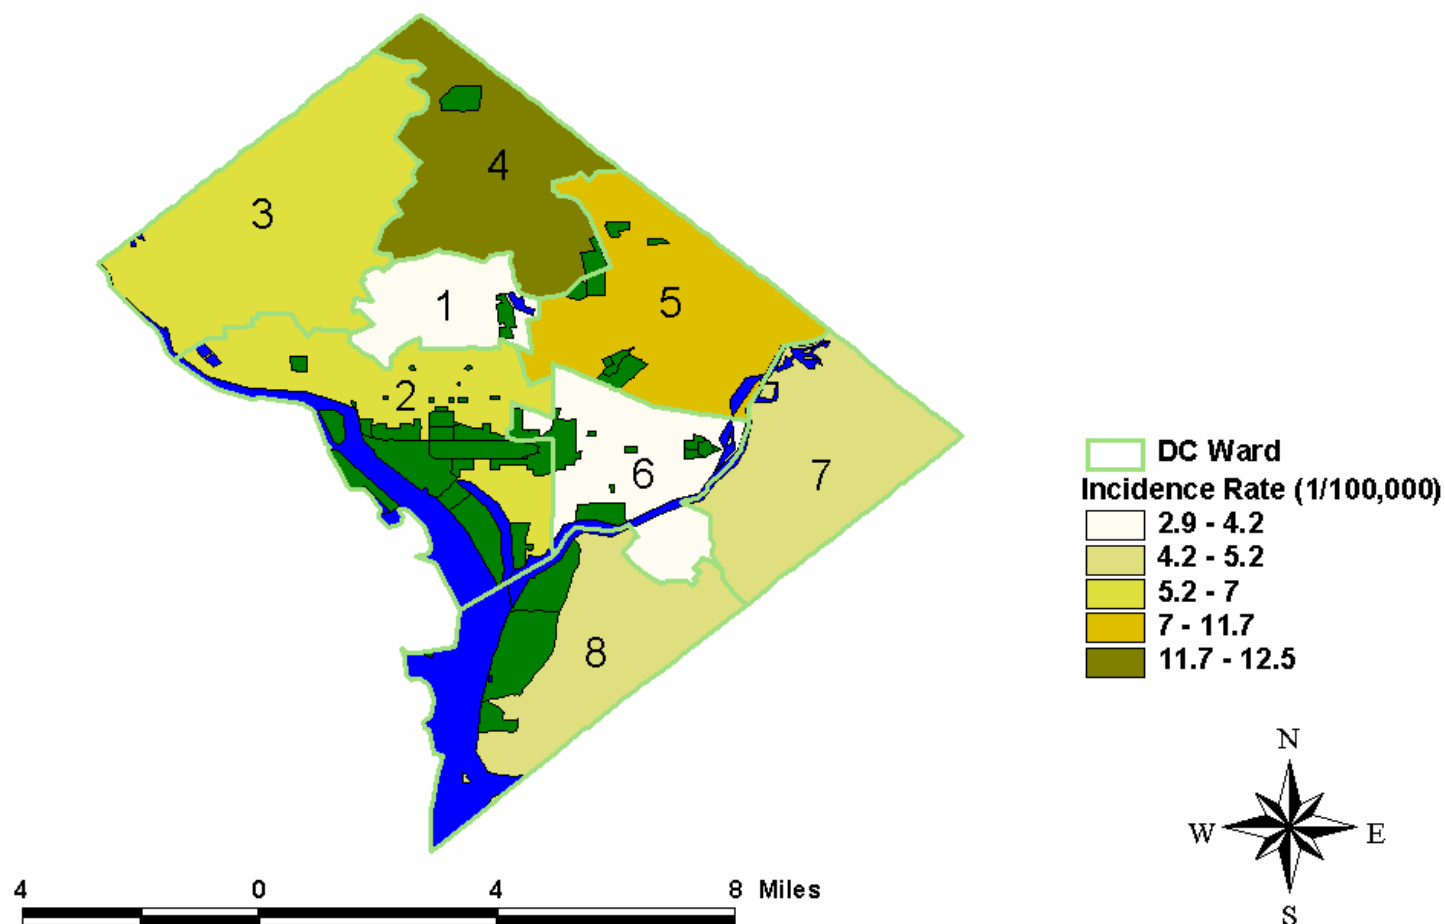 4
3
1
5
2
6
7
8
DC Ward
Incidence Rate (1/100,000)
2.9 - 4.2
4.2 - 5.2
5.2 - 7
7 - 11.7
11.7 - 12.5
N
W E
S
4 0 4 8 Miles